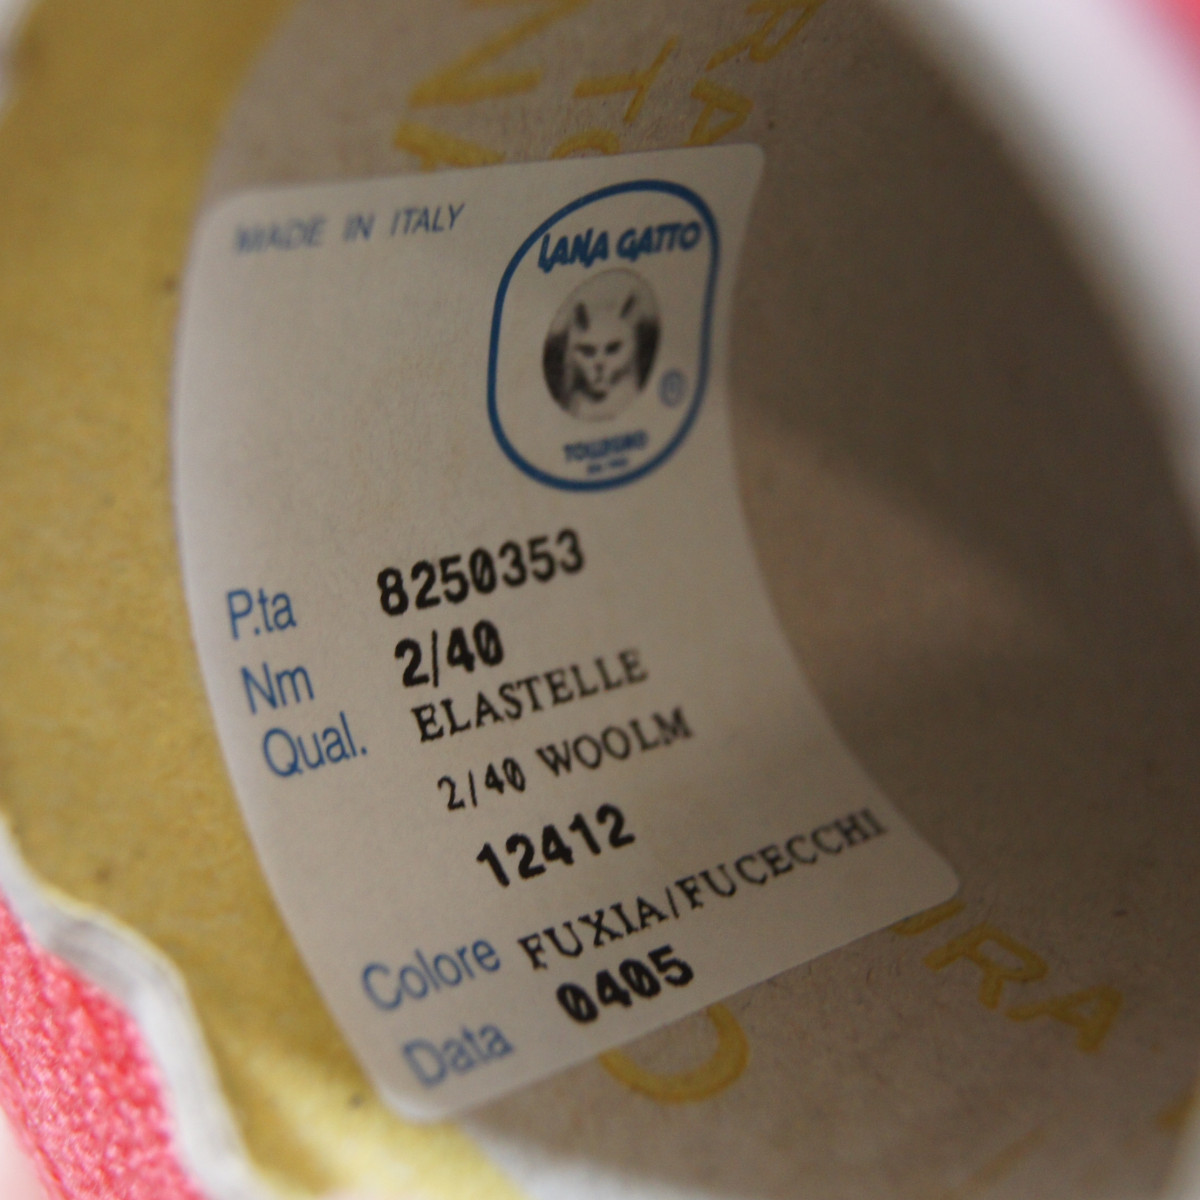 MADE IN ITALY
LANA GATTO
TOLLEGNO
P.ta 8250353
Nm 2/40
Qual. ELASTELLE
2/40 WOOLM
12412
Colore FUXIA/FUCECCHI
Data 0405